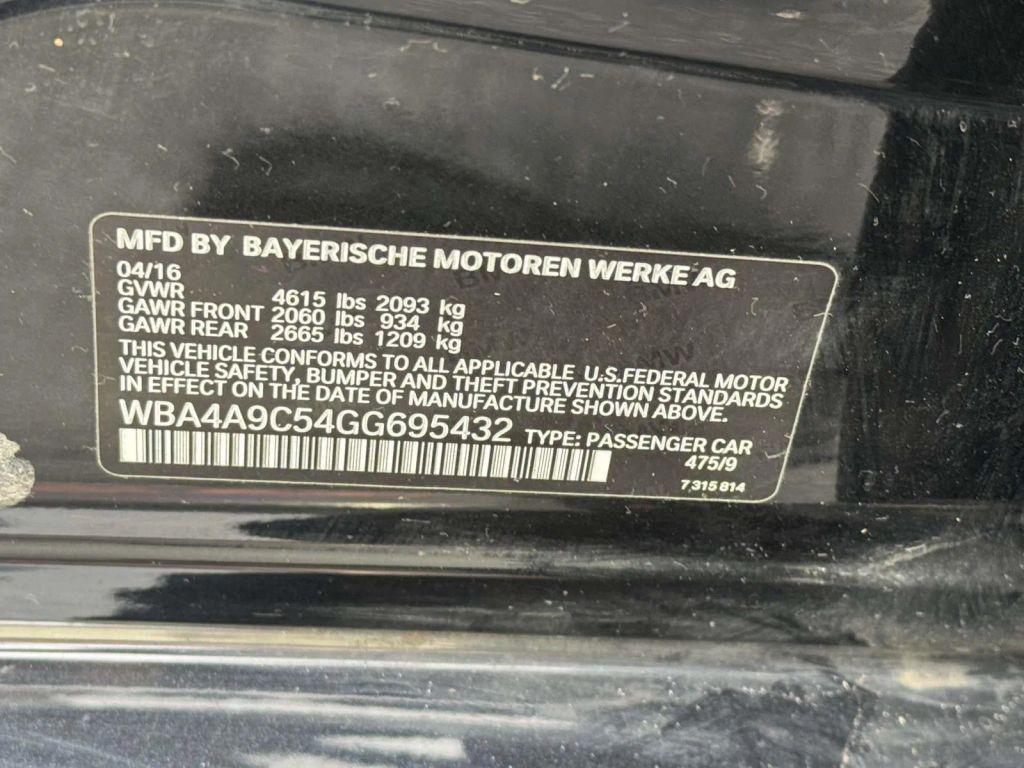 MFD BY BAYERISCHE MOTOREN WERKE AG
04/16
GVWR 4615 lbs 2093 kg
GAWR FRONT 2060 lbs 934 kg
GAWR REAR 2665 lbs 1209 kg
THIS VEHICLE CONFORMS TO ALL APPLICABLE U.S.FEDERAL MOTOR
VEHICLE SAFETY, BUMPER AND THEFT PREVENTION STANDARDS
IN EFFECT ON THE DATE OF MANUFACTURE SHOWN ABOVE.
WBA4A9C54GG695432 TYPE: PASSENGER CAR
475/9
7 315 814